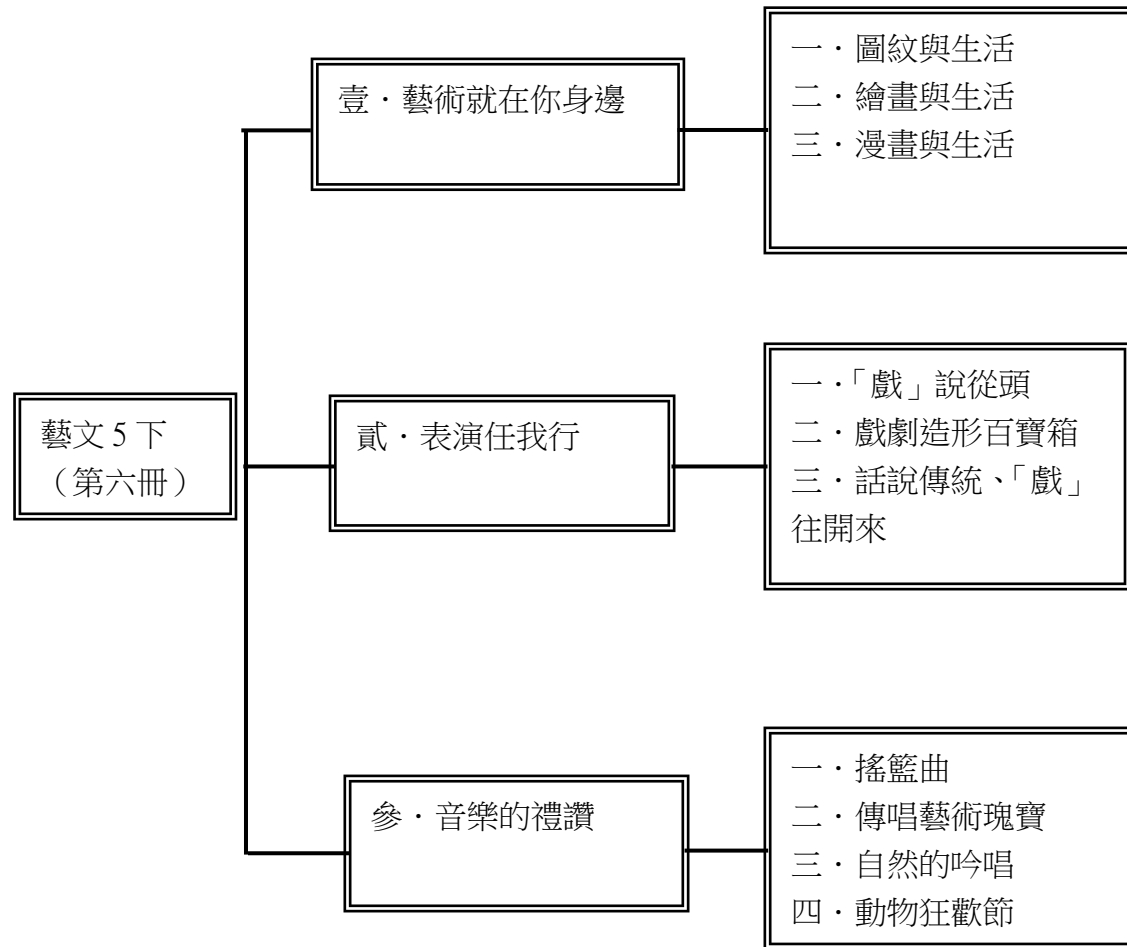 壹．藝術就在你身邊
一．圖紋與生活
二．繪畫與生活
三．漫畫與生活
藝文 5 下
（第六冊）
貳．表演任我行
一．「戲」說從頭
二．戲劇造形百寶箱
三．話說傳統、「戲」
往開來
參．音樂的禮讚
一．搖籃曲
二．傳唱藝術瑰寶
三．自然的吟唱
四．動物狂歡節